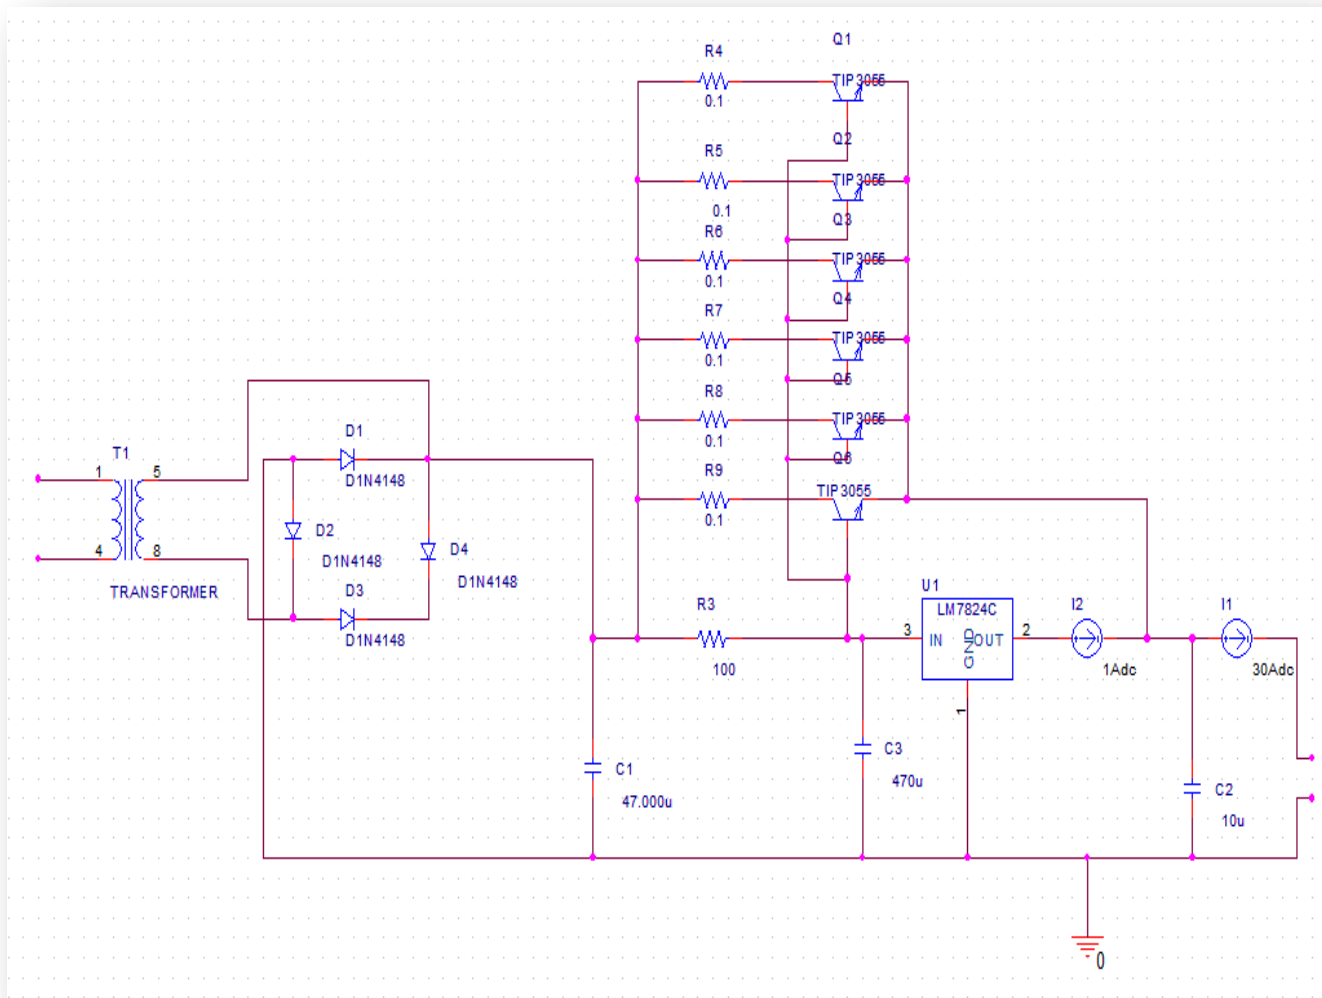 Q1
R4
TIP3055
0.1
Q2
R5
TIP3055
0.1
Q3
R6
TIP3055
0.1
Q4
R7
TIP3055
0.1
Q5
R8
TIP3055
0.1
Q6
R9
TIP3055
0.1
T1
1
5
4
8
TRANSFORMER
D1
D1N4148
D2
D1N4148
D4
D1N4148
D3
D1N4148
R3
100
U1
LM7824C
3
IN
GND
OUT
2
1
I2
1Adc
I1
30Adc
C1
47.000u
C3
470u
C2
10u
0